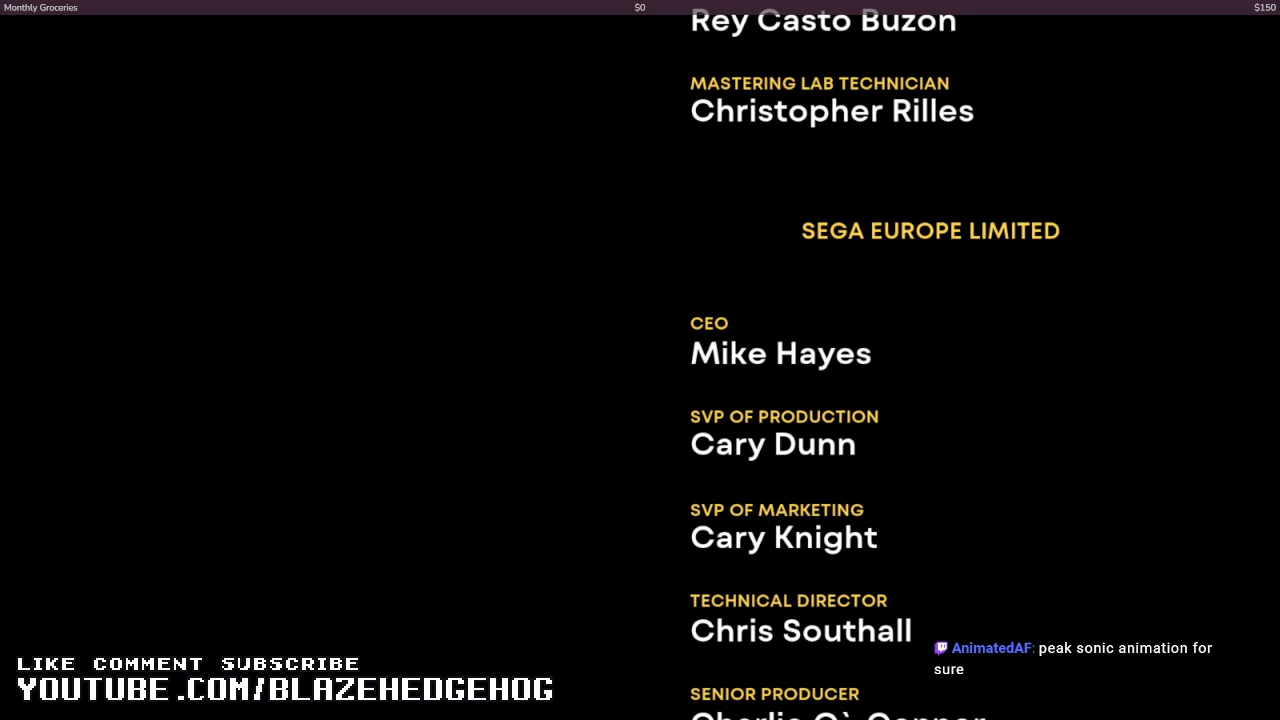 Monthly Groceries $0 $150
Rey Casto Buzon
MASTERING LAB TECHNICIAN
Christopher Rilles
SEGA EUROPE LIMITED
CEO
Mike Hayes
SVP OF PRODUCTION
Cary Dunn
SVP OF MARKETING
Cary Knight
TECHNICAL DIRECTOR
Chris Southall
AnimatedAF: peak sonic animation for
sure
LIKE COMMENT SUBSCRIBE
YOUTUBE.COM/BLAZEHEDGEHOG
SENIOR PRODUCER
Charlie O`Connor